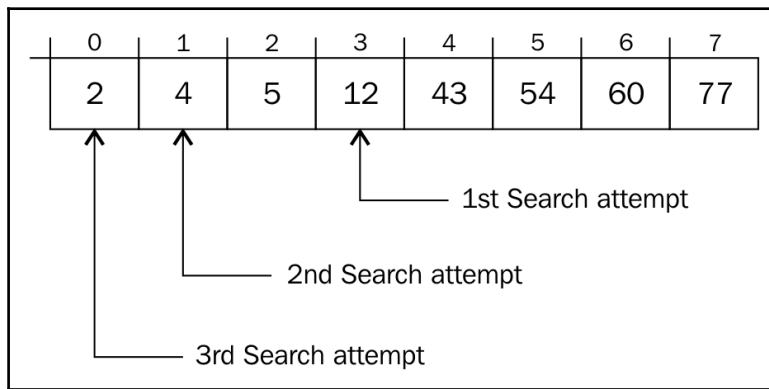 0 1 2 3 4 5 6 7
2 4 5 12 43 54 60 77
1st Search attempt
2nd Search attempt
3rd Search attempt